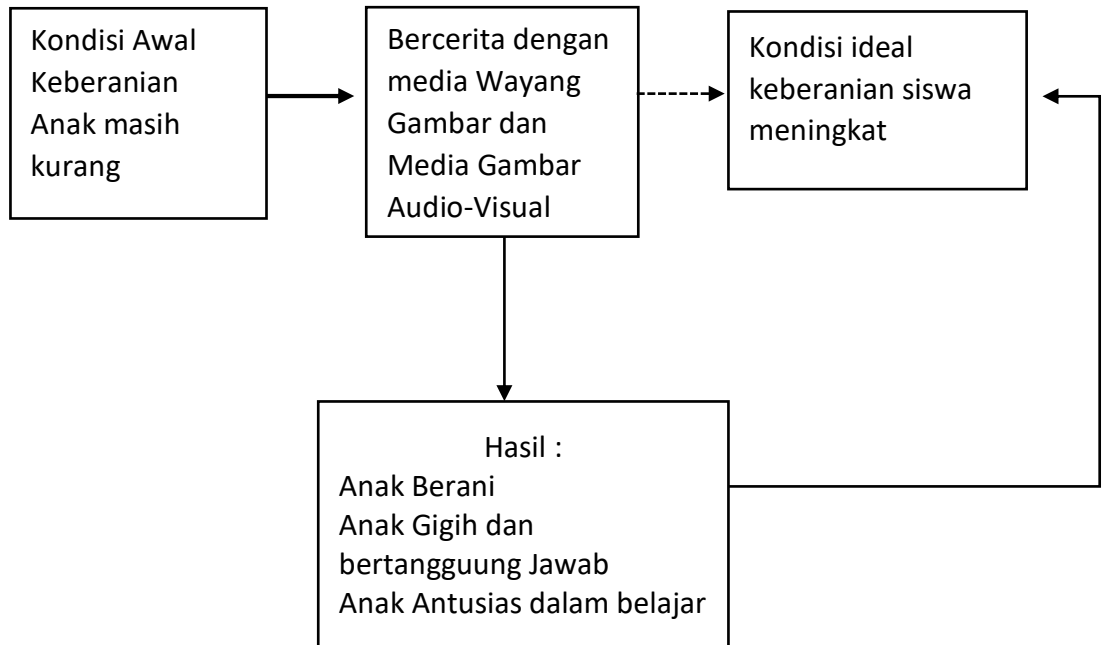 Kondisi Awal
Keberanian
Anak masih
kurang
Bercerita dengan
media Wayang
Gambar dan
Media Gambar
Audio-Visual
Kondisi ideal
keberanian siswa
meningkat
Hasil :
Anak Berani
Anak Gigih dan
bertangguung Jawab
Anak Antusias dalam belajar